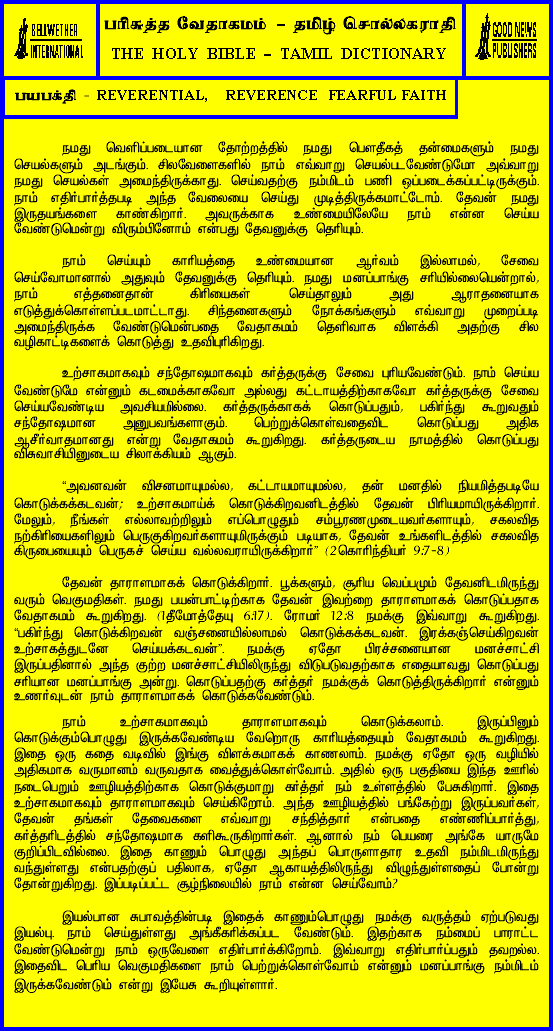 BELLWETHER
INTERNATIONAL
பரிசுத்த வேதாகமம் – தமிழ் சொல்லகராதி
THE HOLY BIBLE – TAMIL DICTIONARY
GOOD NEWS
PUBLISHERS
பயபக்தி - REVERENTIAL, REVERENCE FEARFUL FAITH
நமது வெளிப்படையான தோற்றத்தில் நமது பௌதீகத் தன்மைகளும் நமது
செயல்களும் அடங்கும். சிலவேளைகளில் நாம் எவ்வாறு செயல்படவேண்டுமோ அவ்வாறு
நமது செயல்கள் அமைந்திருக்காது. செய்வதற்கு நம்மிடம் பணி ஒப்படைக்கப்பட்டிருக்கும்.
நாம் எதிர்பார்த்தபடி அந்த வேலையை செய்து முடித்திருக்கமாட்டோம். தேவன் நமது
இருதயங்களை காண்கிறார். அவருக்காக உண்மையிலேயே நாம் என்ன செய்ய
வேண்டுமென்று விரும்பினோம் என்பது தேவனுக்கு தெரியும்.
நாம் செய்யும் காரியத்தை உண்மையான ஆர்வம் இல்லாமல், சேவை
செய்வோமானால் அதுவும் தேவனுக்கு தெரியும். நமது மனப்பாங்கு சரியில்லையென்றால்,
நாம் எத்தனைதான் கிரியைகள் செய்தாலும் அது ஆராதனையாக
எடுத்துக்கொள்ளப்படமாட்டாது. சிந்தனைகளும் நோக்கங்களும் எவ்வாறு முறைப்படி
அமைந்திருக்க வேண்டுமென்பதை வேதாகமம் தெளிவாக விளக்கி அதற்கு சில
வழிகாட்டிகளைக் கொடுத்து உதவிபுரிகிறது.
உற்சாகமாகவும் சந்தோஷமாகவும் கர்த்தருக்கு சேவை புரியவேண்டும். நாம் செய்ய
வேண்டுமே என்னும் கடமைக்காகவோ அல்லது கட்டாயத்திற்காகவோ கர்த்தருக்கு சேவை
செய்யவேண்டிய அவசியமில்லை. கர்த்தருக்காகக் கொடுப்பதும், பகிர்ந்து கூறுவதும்
சந்தோஷமான அனுபவங்களாகும். பெற்றுக்கொள்வதைவிட கொடுப்பது அதிக
ஆசீர்வாதமானது என்று வேதாகமம் கூறுகிறது. கர்த்தருடைய நாமத்தில் கொடுப்பது
விசுவாசியினுடைய சிலாக்கியம் ஆகும்.
“அவனவன் விசனமாயுமல்ல, கட்டாயமாயுமல்ல, தன் மனதில் நியமித்தபடியே
கொடுக்கக்கடவன்; உற்சாகமாய்க் கொடுக்கிறவனிடத்தில் தேவன் பிரியமாயிருக்கிறார்.
மேலும், நீங்கள் எல்லாவற்றிலும் எப்பொழுதும் சம்பூரணமுடையவர்களாயும், சகலவித
நற்கிரியைகளிலும் பெருகுகிறவர்களாயுமிருக்கும் படியாக, தேவன் உங்களிடத்தில் சகலவித
கிருபையையும் பெருகச் செய்ய வல்லவராயிருக்கிறார்” (2கொரிந்தியர் 9:7-8)
தேவன் தாராளமாகக் கொடுக்கிறார். பூக்களும், சூரிய வெப்பமும் தேவனிடமிருந்து
வரும் வெகுமதிகள். நமது பயன்பாட்டிற்காக தேவன் இவற்றை தாராளமாகக் கொடுப்பதாக
வேதாகமம் கூறுகிறது. (1தீமோத்தேயு 6:17). ரோமர் 12:8 நமக்கு இவ்வாறு கூறுகிறது.
“பகிர்ந்து கொடுக்கிறவன் வஞ்சனையில்லாமல் கொடுக்கக்கடவன். இரக்கஞ்செய்கிறவன்
உற்சாகத்துடனே செய்யக்கடவன்”. நமக்கு ஏதோ பிரச்சனையான மனச்சாட்சி
இருப்பதினால் அந்த குற்ற மனச்சாட்சியிலிருந்து விடுபடுவதற்காக எதையாவது கொடுப்பது
சரியான மனப்பாங்கு அன்று. கொடுப்பதற்கு கர்த்தர் நமக்குக் கொடுத்திருக்கிறார் என்னும்
உணர்வுடன் நாம் தாராளமாகக் கொடுக்கவேண்டும்.
நாம் உற்சாகமாகவும் தாராளமாகவும் கொடுக்கலாம். இருப்பினும்
கொடுக்கும்பொழுது இருக்கவேண்டிய வேறொரு காரியத்தையும் வேதாகமம் கூறுகிறது.
இதை ஒரு கதை வடிவில் இங்கு விளக்கமாகக் காணலாம். நமக்கு ஏதோ ஒரு வழியில்
அதிகமாக வருமானம் வருவதாக வைத்துக்கொள்வோம். அதில் ஒரு பகுதியை இந்த ஊரில்
நடைபெறும் ஊழியத்திற்காக கொடுக்குமாறு கர்த்தர் நம் உள்ளத்தில் பேசுகிறார். இதை
உற்சாகமாகவும் தாராளமாகவும் செய்கிறோம். அந்த ஊழியத்தில் பங்கேற்று இருப்பவர்கள்,
தேவன் தங்கள் தேவைகளை எவ்வாறு சந்தித்தார் என்பதை எண்ணிப்பார்த்து,
கர்த்தரிடத்தில் சந்தோஷமாக களிகூருகிறார்கள். ஆனால் நம் பெயரை அங்கே யாருமே
குறிப்பிடவில்லை. இதை காணும் பொழுது அந்தப் பொருளாதார உதவி நம்மிடமிருந்து
வந்துள்ளது என்பதற்குப் பதிலாக, ஏதோ ஆகாயத்திலிருந்து விழுந்துள்ளதைப் போன்று
தோன்றுகிறது. இப்படிப்பட்ட சூழ்நிலையில் நாம் என்ன செய்வோம்?
இயல்பான சுபாவத்தின்படி இதைக் காணும்பொழுது நமக்கு வருத்தம் ஏற்படுவது
இயல்பு. நாம் செய்துள்ளது அங்கீகரிக்கப்பட வேண்டும். இதற்காக நம்மைப் பாராட்ட
வேண்டுமென்று நாம் ஒருவேளை எதிர்பார்க்கிறோம். இவ்வாறு எதிர்பார்ப்பதும் தவறல்ல.
இதைவிட பெரிய வெகுமதிகளை நாம் பெற்றுக்கொள்வோம் என்னும் மனப்பாங்கு நம்மிடம்
இருக்கவேண்டும் என்று இயேசு கூறியுள்ளார்.